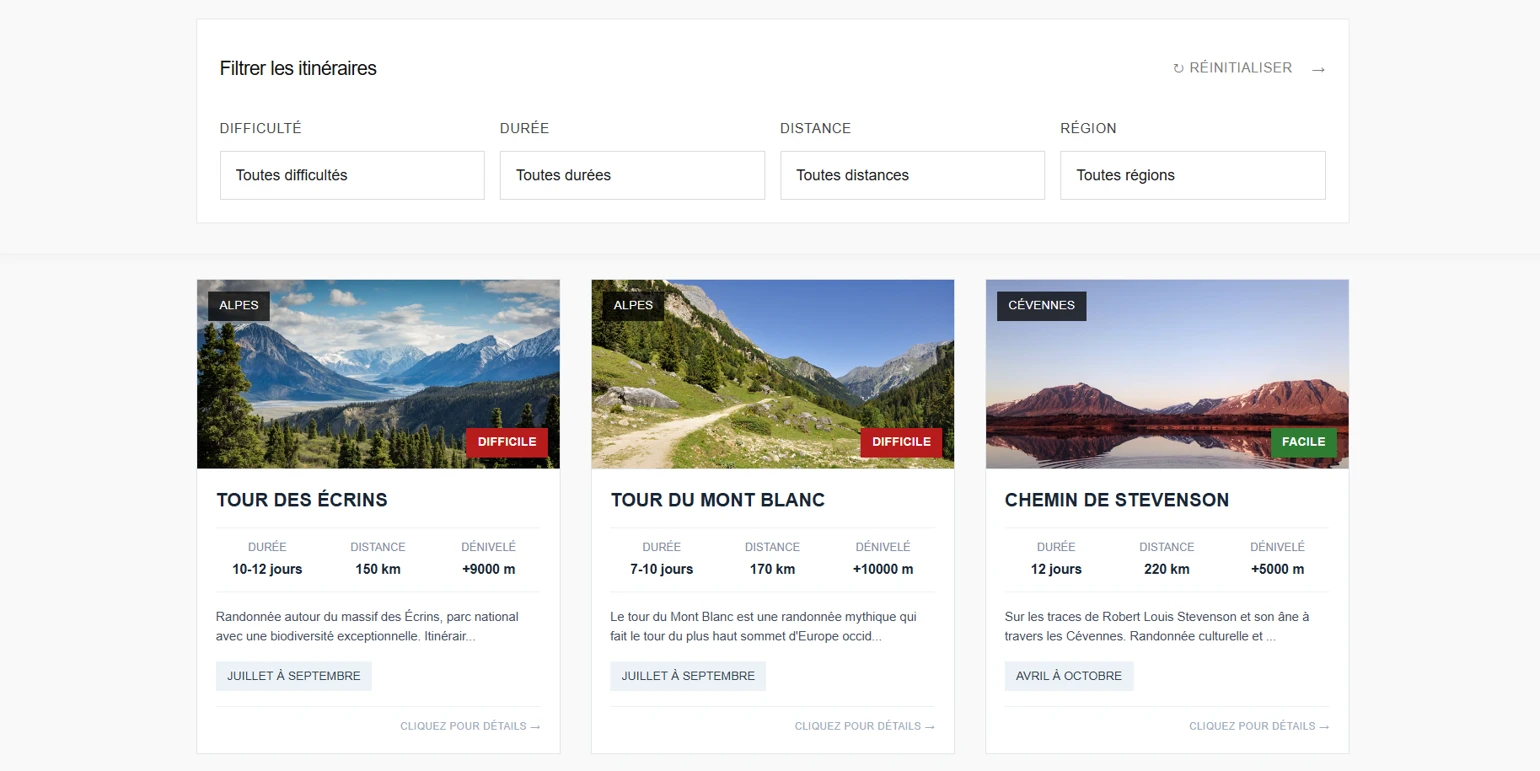 Filtrer les itinéraires
↻ RÉINITIALISER →
DIFFICULTÉ
DURÉE
DISTANCE
RÉGION
Toutes difficultés
Toutes durées
Toutes distances
Toutes régions
ALPES
DIFFICILE
TOUR DES ÉCRINS
DURÉE DISTANCE DÉNIVELÉ
10-12 jours 150 km +9000 m
Randonnée autour du massif des Écrins, parc national
avec une biodiversité exceptionnelle. Itinérair...
JUILLET À SEPTEMBRE
CLIQUEZ POUR DÉTAILS →
ALPES
DIFFICILE
TOUR DU MONT BLANC
DURÉE DISTANCE DÉNIVELÉ
7-10 jours 170 km +10000 m
Le tour du Mont Blanc est une randonnée mythique qui
fait le tour du plus haut sommet d'Europe occid...
JUILLET À SEPTEMBRE
CLIQUEZ POUR DÉTAILS →
CÉVENNES
FACILE
CHEMIN DE STEVENSON
DURÉE DISTANCE DÉNIVELÉ
12 jours 220 km +5000 m
Sur les traces de Robert Louis Stevenson et son âne à
travers les Cévennes. Randonnée culturelle et ...
AVRIL À OCTOBRE
CLIQUEZ POUR DÉTAILS →